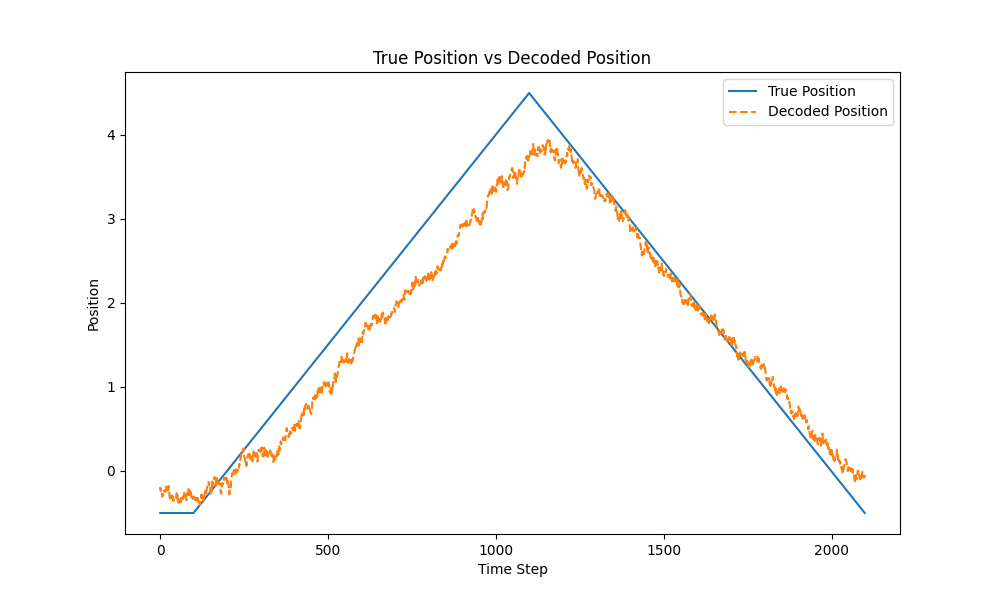 True Position vs Decoded Position
True Position
Decoded Position
Position
4
3
2
1
0
0 500 1000 1500 2000
Time Step